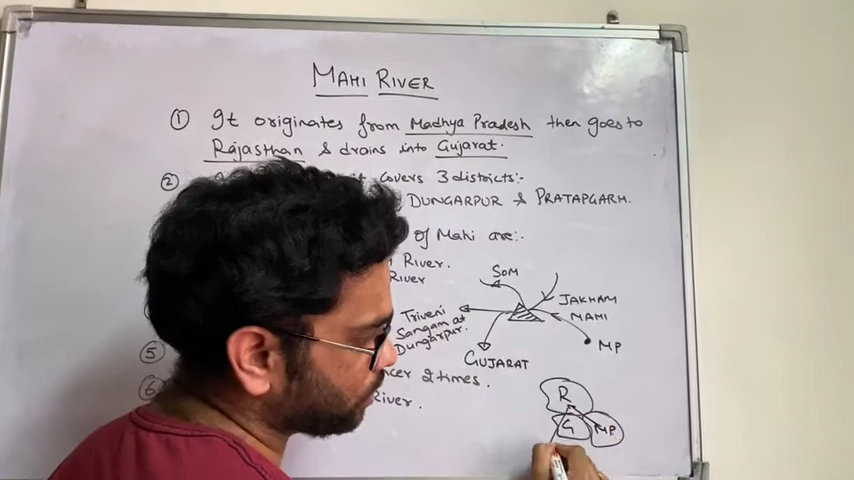 MAHI RIVER
① It originates from Madhya Pradesh then goes to
Rajasthan & drains into Gujarat.
② it covers 3 districts:-
DUNGARPUR & PRATAPGARH.
of Mahi are:-
River.
River
SOM
JAKHAM
MAHI
MP
Triveni
Sangam at
Dungarpur.
GUJARAT
⑤ 2 times.
⑥ River.
R
G
MP